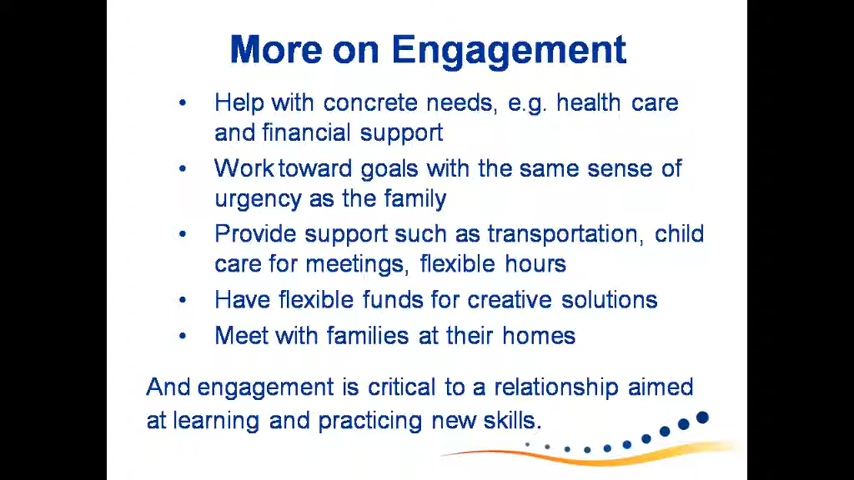 More on Engagement
• Help with concrete needs, e.g. health care
and financial support
• Work toward goals with the same sense of
urgency as the family
• Provide support such as transportation, child
care for meetings, flexible hours
• Have flexible funds for creative solutions
• Meet with families at their homes
And engagement is critical to a relationship aimed
at learning and practicing new skills.